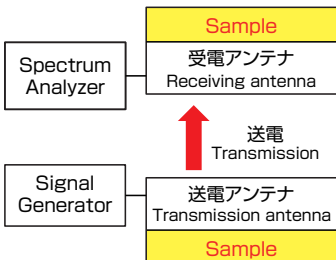 Sample
受電アンテナ
Receiving antenna
Spectrum
Analyzer
送電
Transmission
Signal
Generator
送電アンテナ
Transmission antenna
Sample